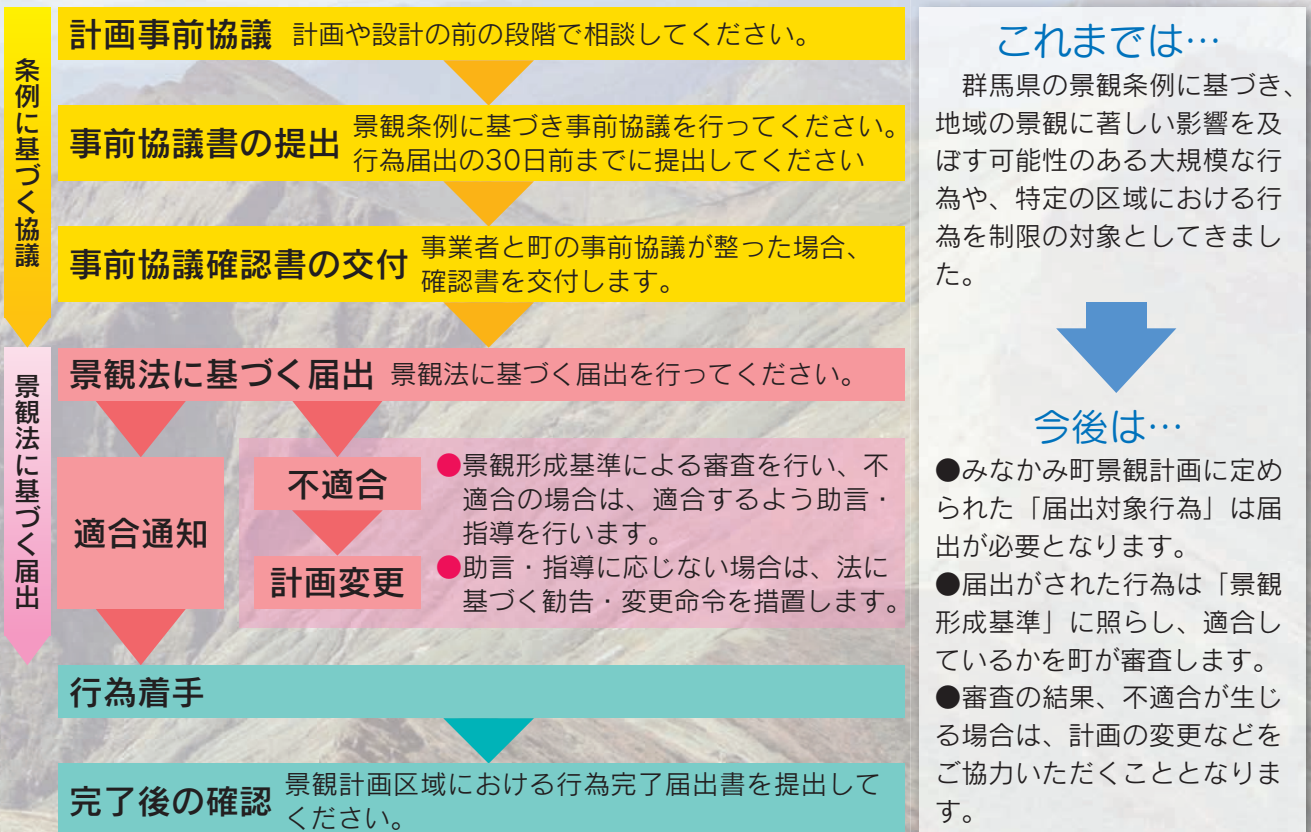 条例に基づく協議
計画事前協議 計画や設計の前の段階で相談してください。
事前協議書の提出
景観条例に基づき事前協議を行ってください。
行為届出の30日前までに提出してください
事前協議確認書の交付
事業者と町の事前協議が整った場合、
確認書を交付します。
景観法に基づく届出
景観法に基づく届出 景観法に基づく届出を行ってください。
適合通知
不適合
計画変更
●景観形成基準による審査を行い、不
適合の場合は、適合するよう助言・
指導を行います。
●助言・指導に応じない場合は、法に
基づく勧告・変更命令を措置します。
行為着手
完了後の確認
景観計画区域における行為完了届出書を提出して
ください。
これまでは…
群馬県の景観条例に基づき、
地域の景観に著しい影響を及
ぼす可能性のある大規模な行
為や、特定の区域における行
為を制限の対象としてきまし
た。
今後は…
●みなかみ町景観計画に定め
られた「届出対象行為」は届
出が必要となります。
●届出がされた行為は「景観
形成基準」に照らし、適合し
ているかを町が審査します。
●審査の結果、不適合が生じ
る場合は、計画の変更などを
ご協力いただくこととなりま
す。